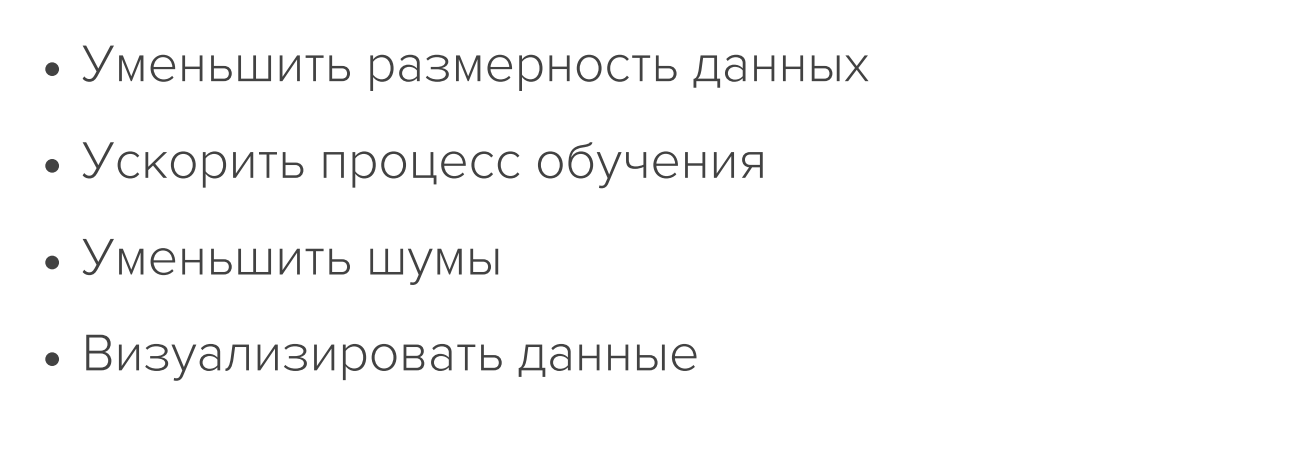 • Уменьшить размерность данных
• Ускорить процесс обучения
• Уменьшить шумы
• Визуализировать данные